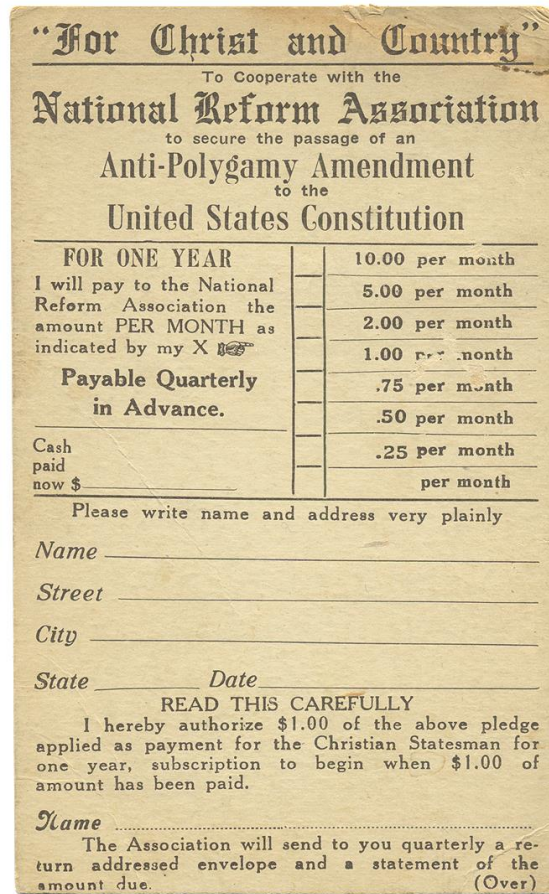 "For Christ and Country"
To Cooperate with the
National Reform Association
to secure the passage of an
Anti-Polygamy Amendment
to the
United States Constitution
FOR ONE YEAR
I will pay to the National
Reform Association the
amount PER MONTH as
indicated by my X
Payable Quarterly
in Advance.
Cash
paid
now $
10.00 per month
5.00 per month
2.00 per month
1.00 per month
.75 per month
.50 per month
.25 per month
per month
Please write name and address very plainly
Name
Street
City
State Date
READ THIS CAREFULLY
I hereby authorize $1.00 of the above pledge
applied as payment for the Christian Statesman for
one year, subscription to begin when $1.00 of
amount has been paid.
Name
The Association will send to you quarterly a re-
turn addressed envelope and a statement of the
amount due. (Over)